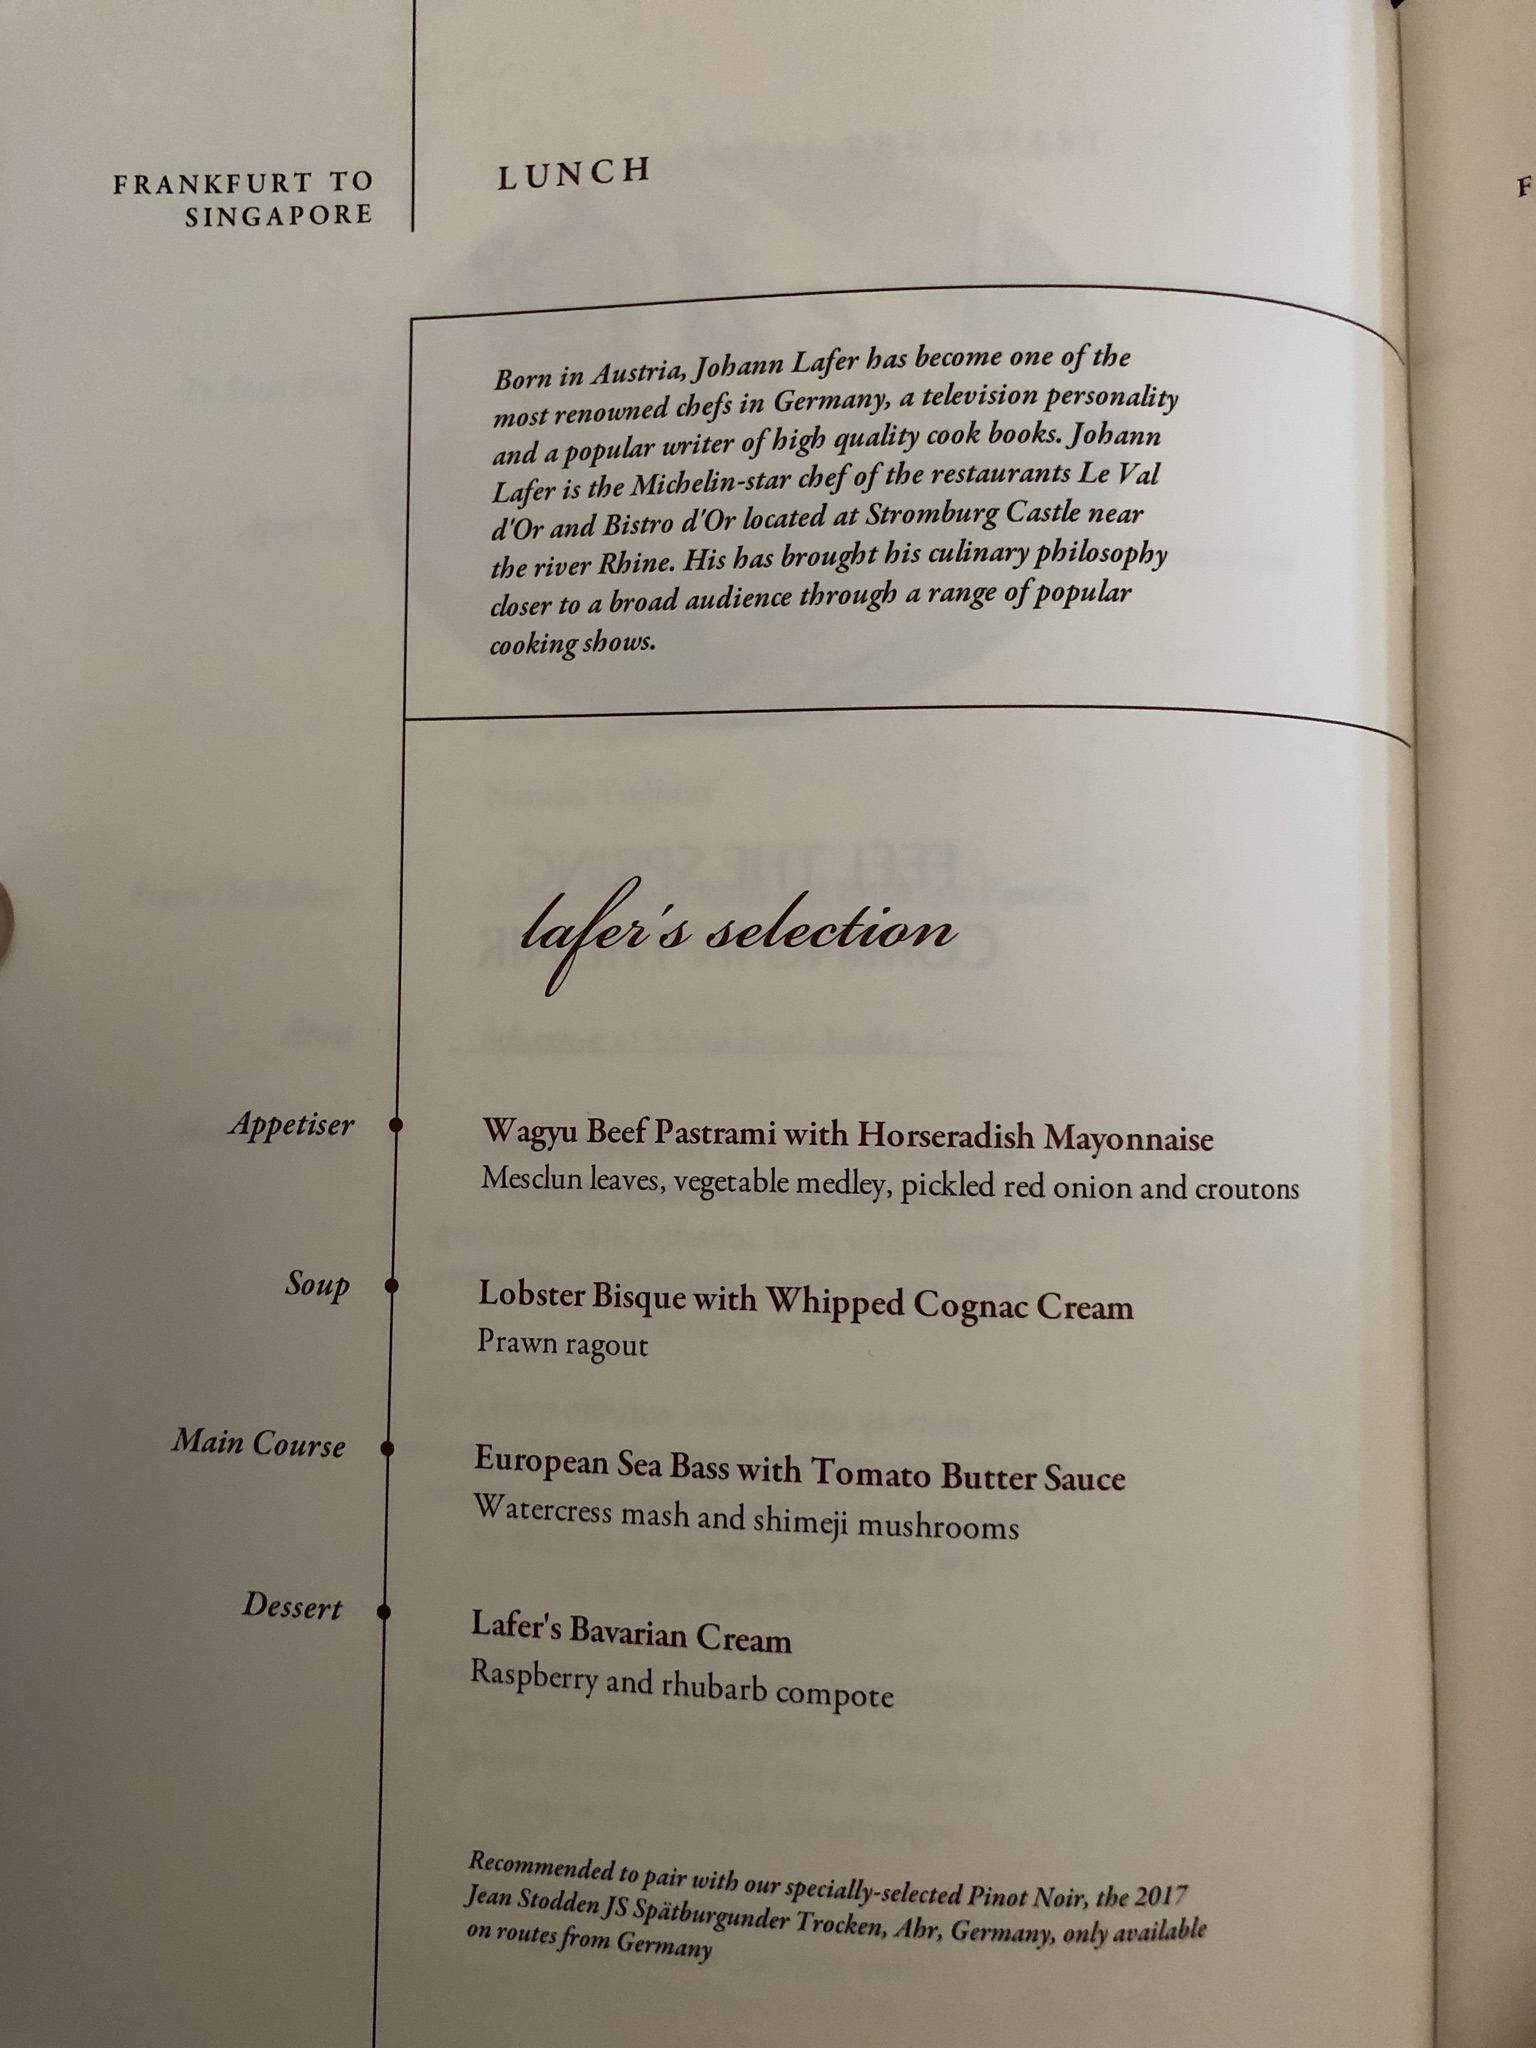 FRANKFURT TO
SINGAPORE
LUNCH
Born in Austria, Johann Lafer has become one of the
most renowned chefs in Germany, a television personality
and a popular writer of high quality cook books. Johann
Lafer is the Michelin-star chef of the restaurants Le Val
d'Or and Bistro d'Or located at Stromburg Castle near
the river Rhine. His has brought his culinary philosophy
closer to a broad audience through a range of popular
cooking shows.
lafer's selection
Appetiser
Wagyu Beef Pastrami with Horseradish Mayonnaise
Mesclun leaves, vegetable medley, pickled red onion and croutons
Soup
Lobster Bisque with Whipped Cognac Cream
Prawn ragout
Main Course
European Sea Bass with Tomato Butter Sauce
Watercress mash and shimeji mushrooms
Dessert
Lafer's Bavarian Cream
Raspberry and rhubarb compote
Recommended to pair with our specially-selected Pinot Noir, the 2017
Jean Stodden JS Spätburgunder Trocken, Ahr, Germany, only available
on routes from Germany